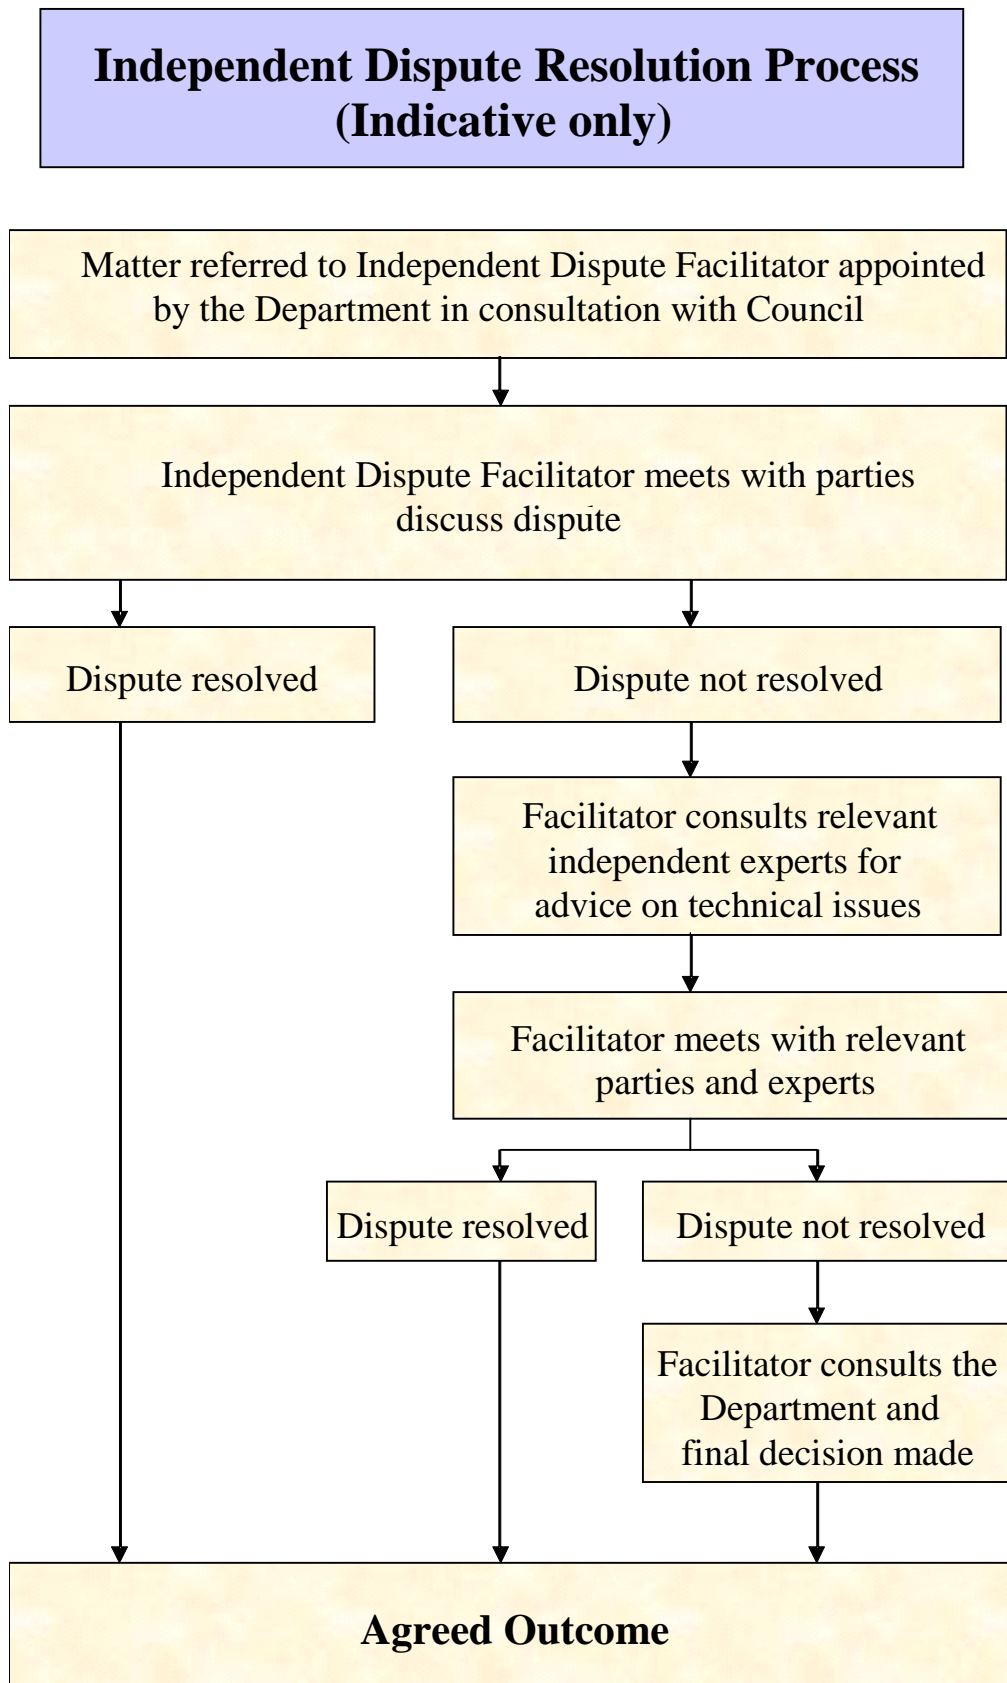 Independent Dispute Resolution Process
(Indicative only)
Matter referred to Independent Dispute Facilitator appointed
by the Department in consultation with Council
Independent Dispute Facilitator meets with parties
discuss dispute
Dispute resolved
Dispute not resolved
Facilitator consults relevant
independent experts for
advice on technical issues
Facilitator meets with relevant
parties and experts
Dispute resolved
Dispute not resolved
Facilitator consults the
Department and
final decision made
Agreed Outcome